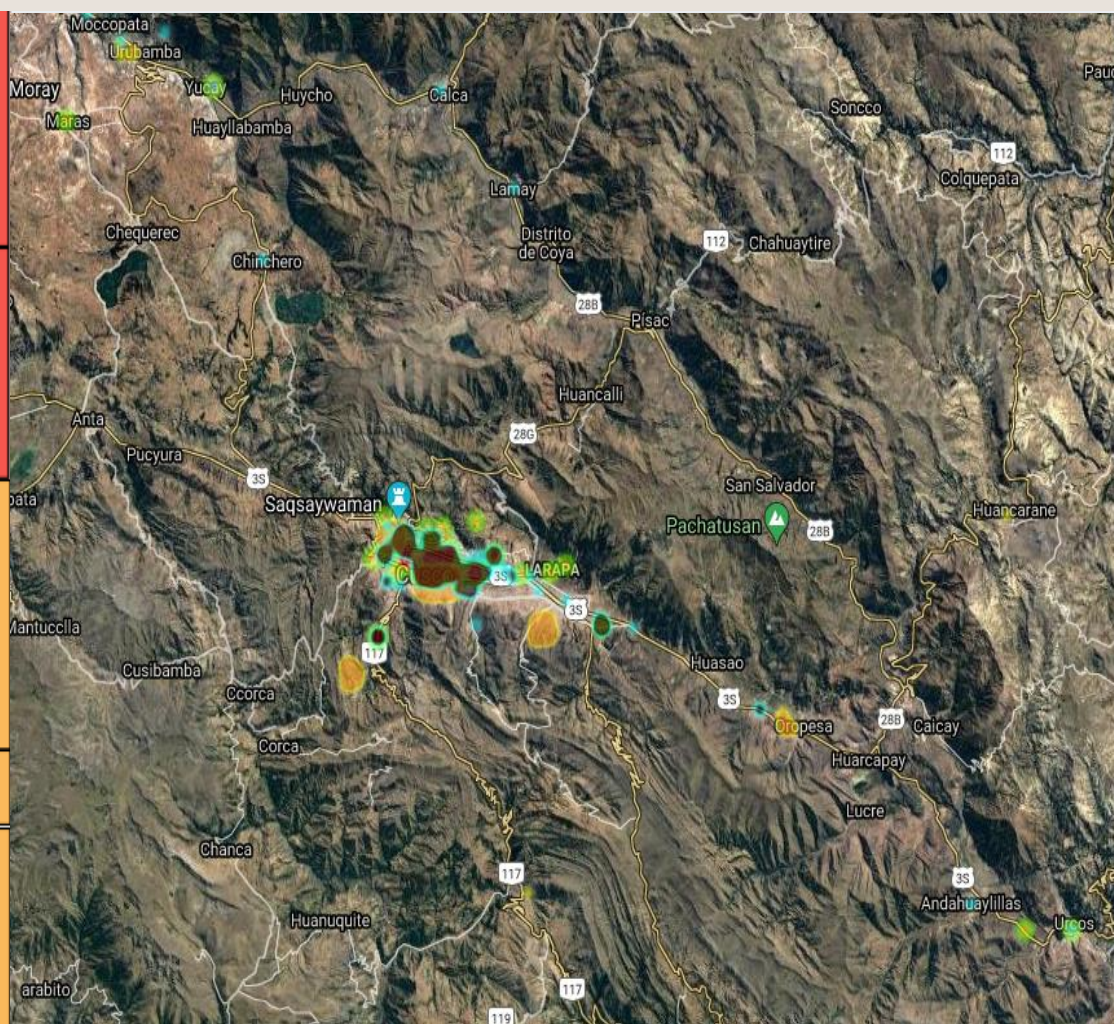 Moccopata
Urubamba
Moray
Yucay
Huycho
Calca
Maras
Huayllabamba
Soncco
112
Colquepata
Lamay
Chequerec
Distrito
de Coya
112
Chahuaytire
Chinchero
28B
Písac
Huancalli
Anta
28G
Pucyura
3S
San Salvador
Saqsaywaman
Huancarane
Pachatusan
28B
C
3S
LARAPA
3S
Mantucclla
117
Cusibamba
Ccorca
Huasao
3S
Oropesa
28B
Caicay
Corca
Huarcapay
Lucre
Chanca
117
3S
Andahuaylillas
Huanuquite
Urcos
arabito
117
119